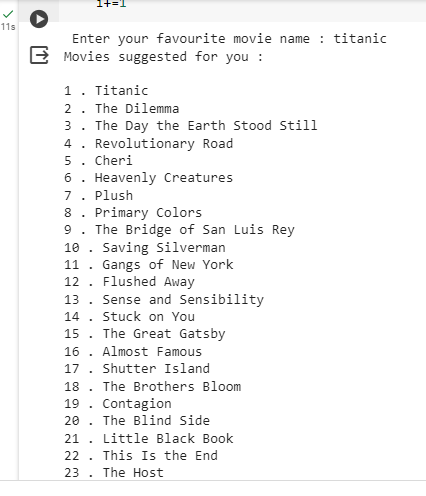 i+=1
11s
Enter your favourite movie name : titanic
Movies suggested for you :
1 . Titanic
2 . The Dilemma
3 . The Day the Earth Stood Still
4 . Revolutionary Road
5 . Cheri
6 . Heavenly Creatures
7 . Plush
8 . Primary Colors
9 . The Bridge of San Luis Rey
10 . Saving Silverman
11 . Gangs of New York
12 . Flushed Away
13 . Sense and Sensibility
14 . Stuck on You
15 . The Great Gatsby
16 . Almost Famous
17 . Shutter Island
18 . The Brothers Bloom
19 . Contagion
20 . The Blind Side
21 . Little Black Book
22 . This Is the End
23 . The Host